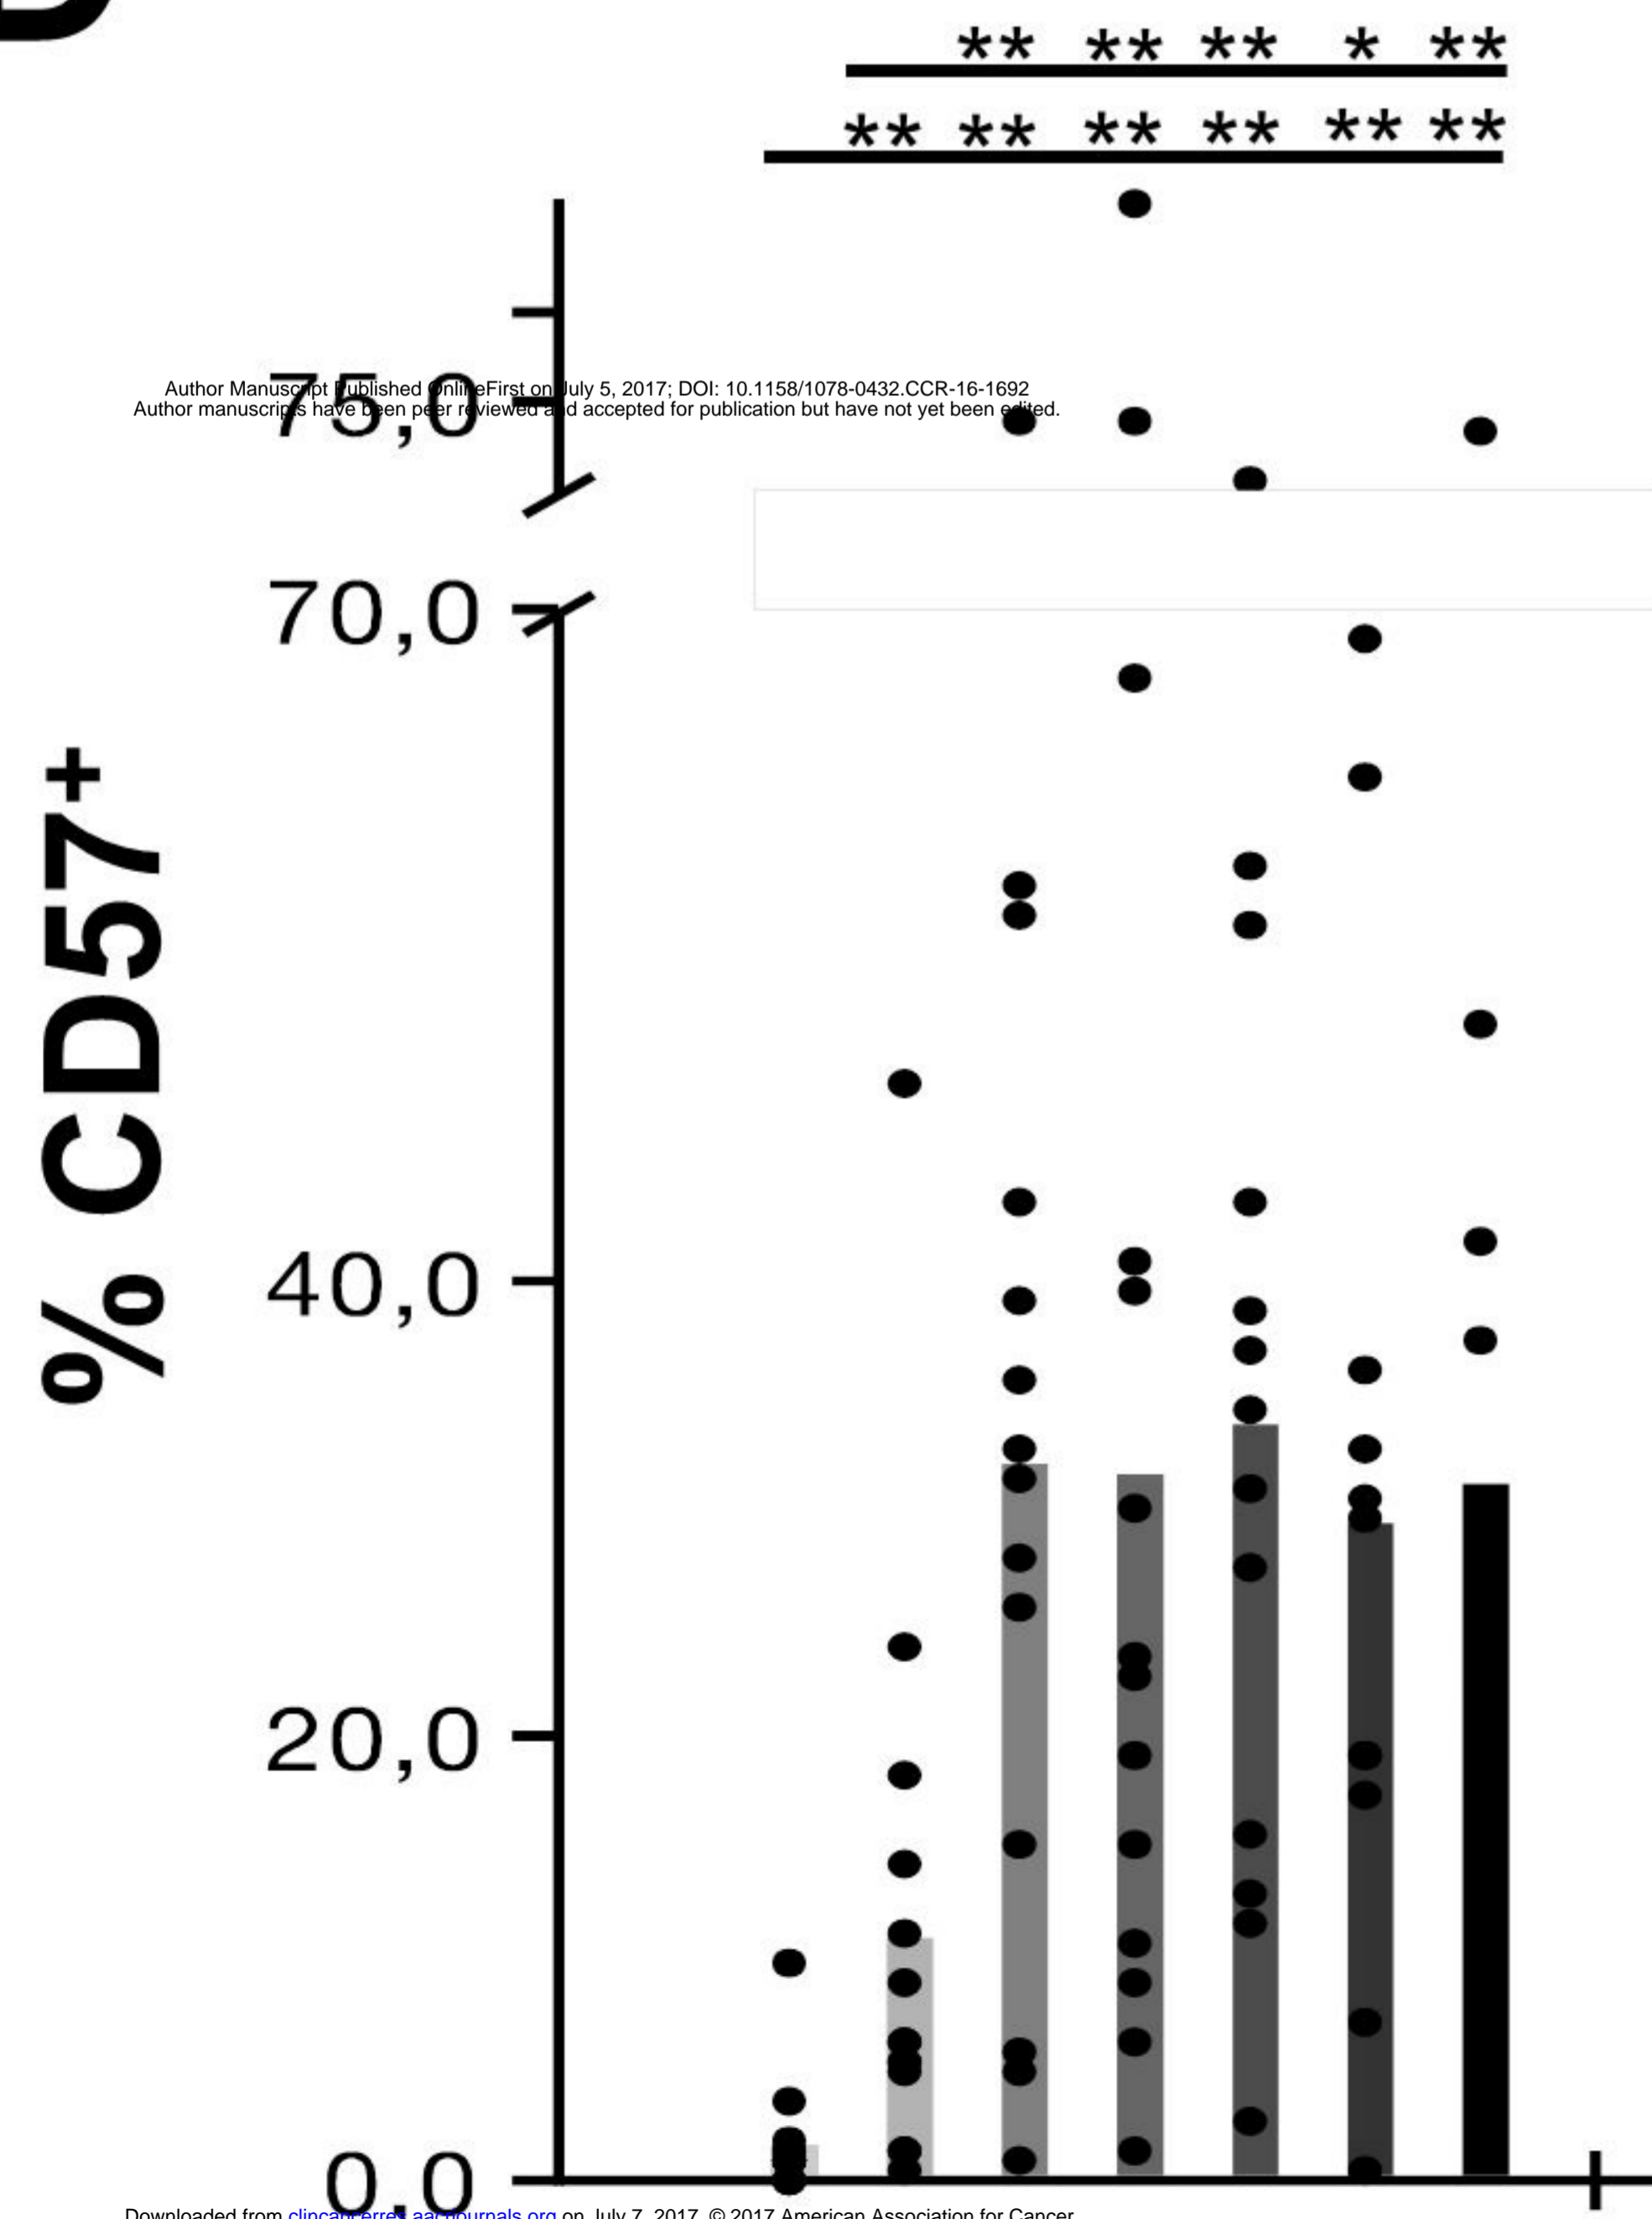 ** ** ** * **
** ** ** ** ** **
75,0
Author Manuscript Published OnlineFirst on July 5, 2017; DOI: 10.1158/1078-0432.CCR-16-1692
Author manuscripts have been peer reviewed and accepted for publication but have not yet been edited.
70,0
% CD57+
40,0
20,0
0,0
Downloaded from clincancerres.aacrjournals.org on July 7, 2017. © 2017 American Association for Cancer